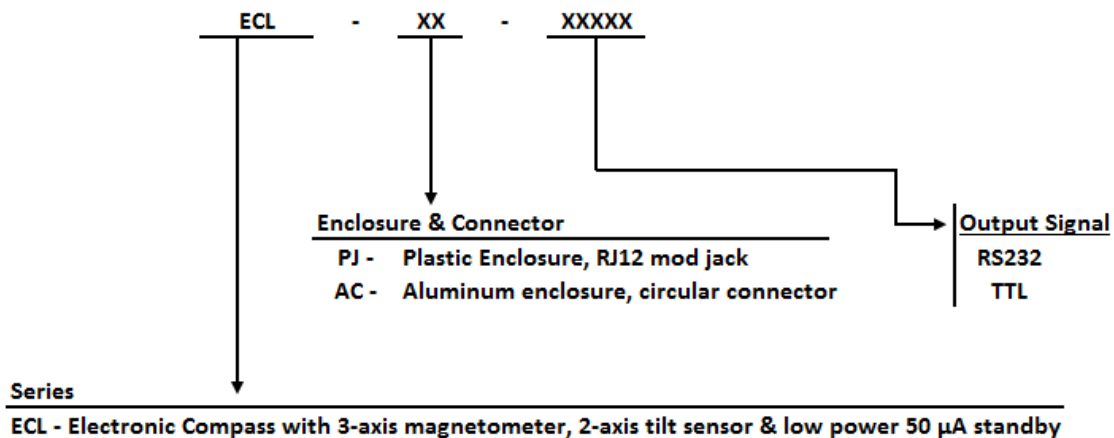 ECL - XX - XXXXX
Enclosure & Connector
PJ - Plastic Enclosure, RJ12 mod jack
AC - Aluminum enclosure, circular connector
Output Signal
RS232
TTL
Series
ECL - Electronic Compass with 3-axis magnetometer, 2-axis tilt sensor & low power 50 µA standby